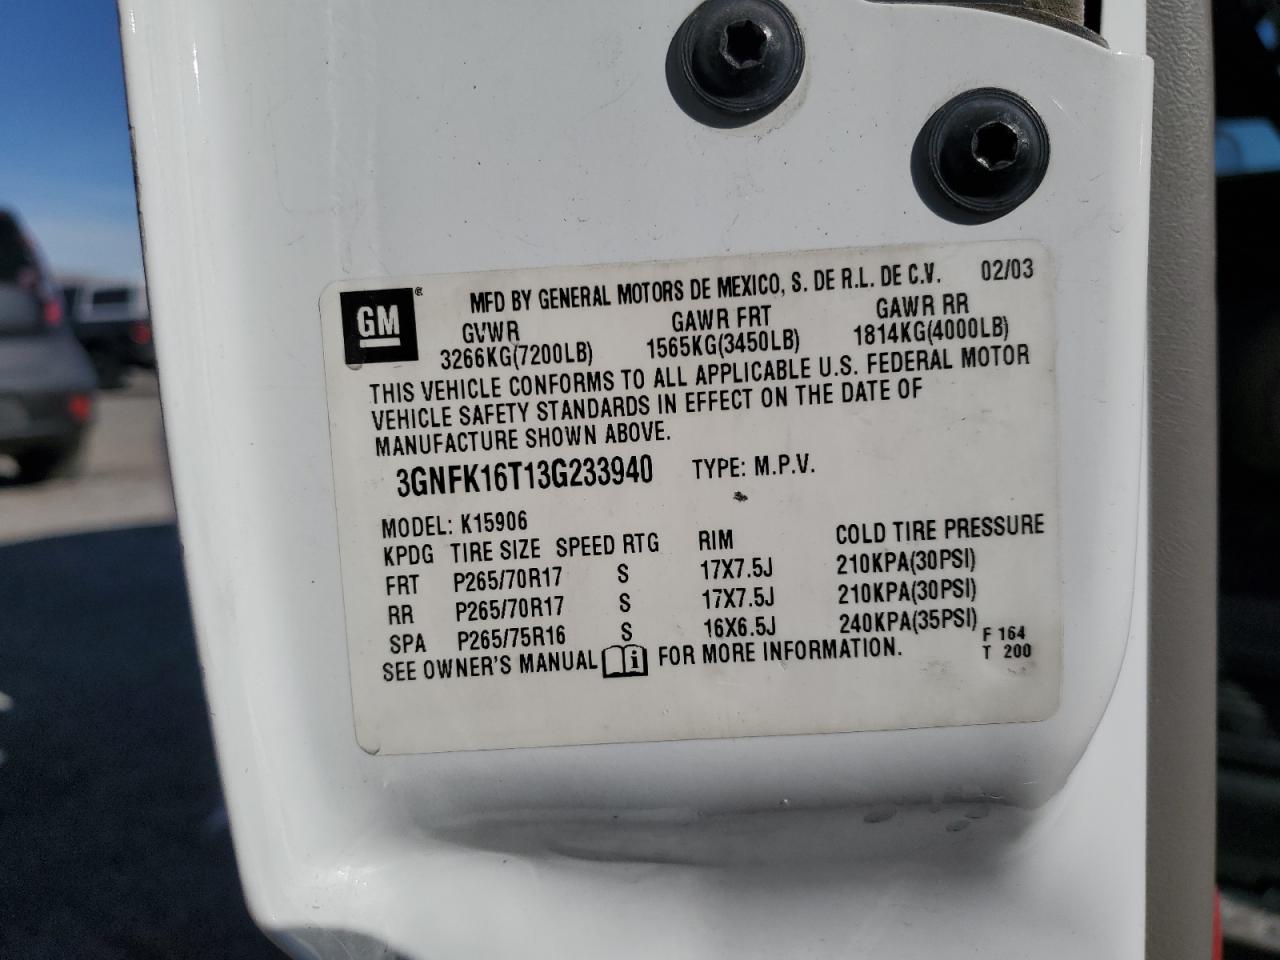 GM®
MFD BY GENERAL MOTORS DE MEXICO, S. DE R.L. DE C.V. 02/03
GVWR GAWR FRT GAWR RR
3266KG(7200LB) 1565KG(3450LB) 1814KG(4000LB)
THIS VEHICLE CONFORMS TO ALL APPLICABLE U.S. FEDERAL MOTOR
VEHICLE SAFETY STANDARDS IN EFFECT ON THE DATE OF
MANUFACTURE SHOWN ABOVE.
3GNFK16T13G233940 TYPE: M.P.V.
MODEL: K15906
KPDG TIRE SIZE SPEED RTG RIM COLD TIRE PRESSURE
FRT P265/70R17 S 17X7.5J 210KPA(30PSI)
RR P265/70R17 S 17X7.5J 210KPA(30PSI)
SPA P265/75R16 S 16X6.5J 240KPA(35PSI)
SEE OWNER'S MANUAL i FOR MORE INFORMATION.
F 164
T 200